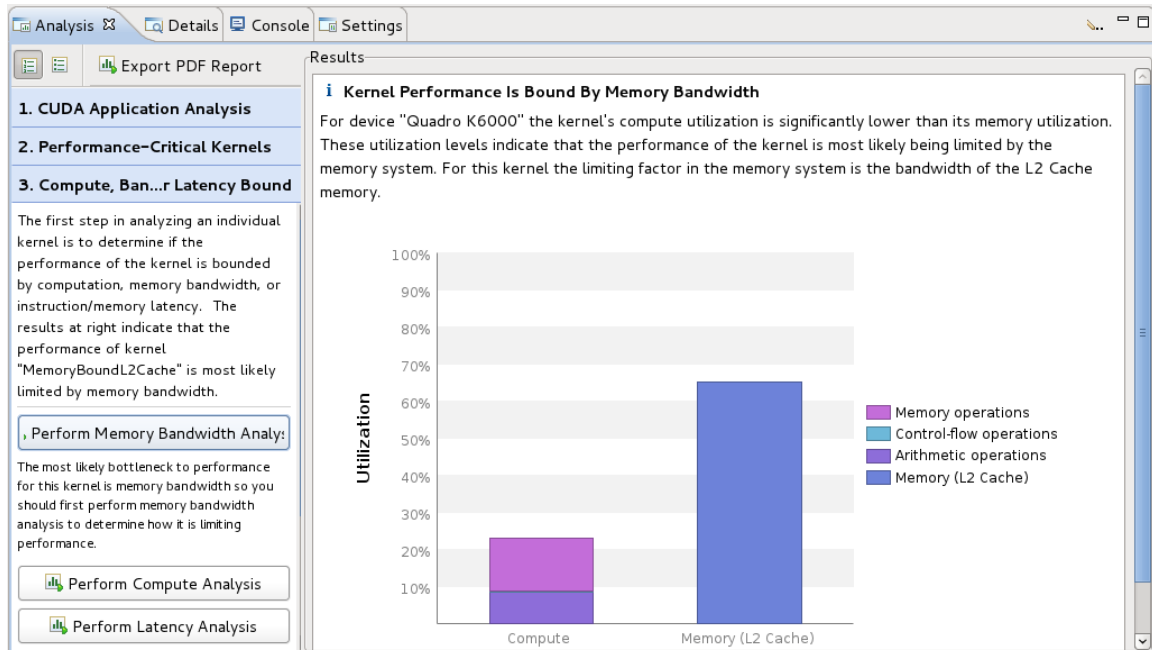 Analysis
Details
Console
Settings
Export PDF Report
1. CUDA Application Analysis
2. Performance-Critical Kernels
3. Compute, Ban...r Latency Bound
The first step in analyzing an individual
kernel is to determine if the
performance of the kernel is bounded
by computation, memory bandwidth, or
instruction/memory latency. The
results at right indicate that the
performance of kernel
"MemoryBoundL2Cache" is most likely
limited by memory bandwidth.
Perform Memory Bandwidth Analys
The most likely bottleneck to performance
for this kernel is memory bandwidth so you
should first perform memory bandwidth
analysis to determine how it is limiting
performance.
Perform Compute Analysis
Perform Latency Analysis
Results
i Kernel Performance Is Bound By Memory Bandwidth
For device "Quadro K6000" the kernel's compute utilization is significantly lower than its memory utilization.
These utilization levels indicate that the performance of the kernel is most likely being limited by the
memory system. For this kernel the limiting factor in the memory system is the bandwidth of the L2 Cache
memory.
100%
90%
80%
70%
60%
50%
40%
30%
20%
10%
Utilization
Compute
Memory (L2 Cache)
Memory operations
Control-flow operations
Arithmetic operations
Memory (L2 Cache)